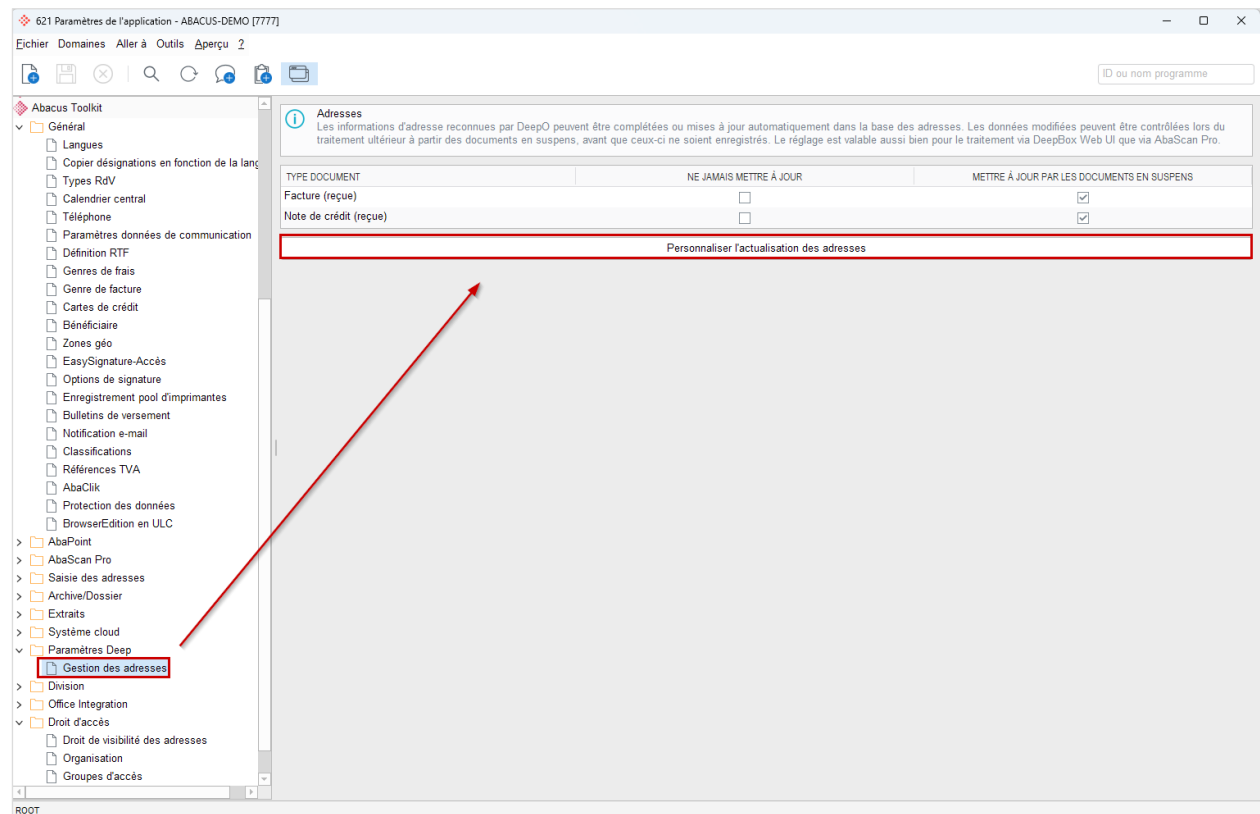 621 Paramètres de l'application - ABACUS-DEMO [7777]
Fichier Domaines Aller à Outils Aperçu ?
ID ou nom programme
Abacus Toolkit
Général
Langues
Copier désignations en fonction de la lang
Types RdV
Calendrier central
Téléphone
Paramètres données de communication
Définition RTF
Genres de frais
Genre de facture
Cartes de crédit
Bénéficiaire
Zones géo
EasySignature-Accès
Options de signature
Enregistrement pool d'imprimantes
Bulletins de versement
Notification e-mail
Classifications
Références TVA
AbaClik
Protection des données
BrowserEdition en ULC
AbaPoint
AbaScan Pro
Saisie des adresses
Archive/Dossier
Extraits
Système cloud
Paramètres Deep
Gestion des adresses
Division
Office Integration
Droit d'accès
Droit de visibilité des adresses
Organisation
Groupes d'accès
Adresses
Les informations d'adresse reconnues par DeepO peuvent être complétées ou mises à jour automatiquement dans la base des adresses. Les données modifiées peuvent être contrôlées lors du
traitement ultérieur à partir des documents en suspens, avant que ceux-ci ne soient enregistrés. Le réglage est valable aussi bien pour le traitement via DeepBox Web UI que via AbaScan Pro.
TYPE DOCUMENT NE JAMAIS METTRE À JOUR METTRE À JOUR PAR LES DOCUMENTS EN SUSPENS
Facture (reçue)
Note de crédit (reçue)
Personnaliser l'actualisation des adresses
ROOT